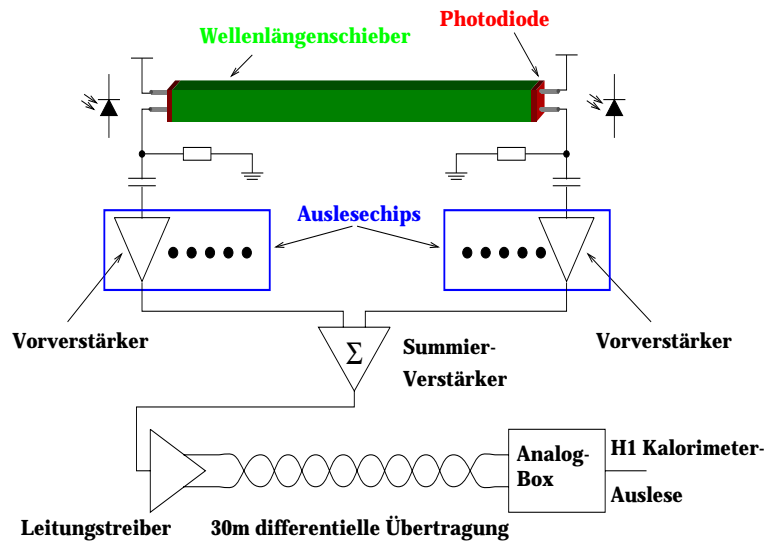 Photodiode
Wellenlängenschieber
Auslesechips
Vorverstärker
Σ
Summier-
Verstärker
Vorverstärker
Analog-
Box
H1 Kalorimeter-
Auslese
Leitungstreiber
30m differentielle Übertragung